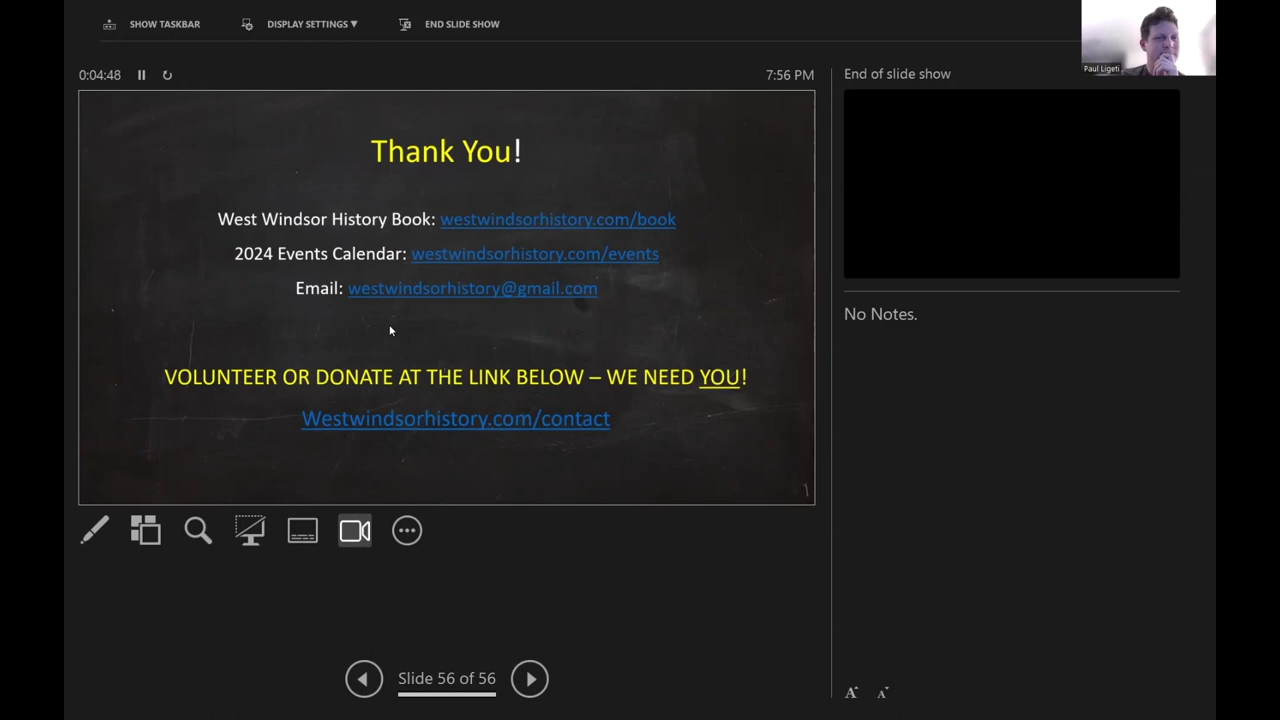 SHOW TASKBAR
DISPLAY SETTINGS ▼
END SLIDE SHOW
Paul Ligeti
0:04:48
7:56 PM
End of slide show
Thank You!
West Windsor History Book: westwindsorhistory.com/book
2024 Events Calendar: westwindsorhistory.com/events
Email: westwindsorhistory@gmail.com
VOLUNTEER OR DONATE AT THE LINK BELOW – WE NEED YOU!
Westwindsorhistory.com/contact
No Notes.
Slide 56 of 56
A A